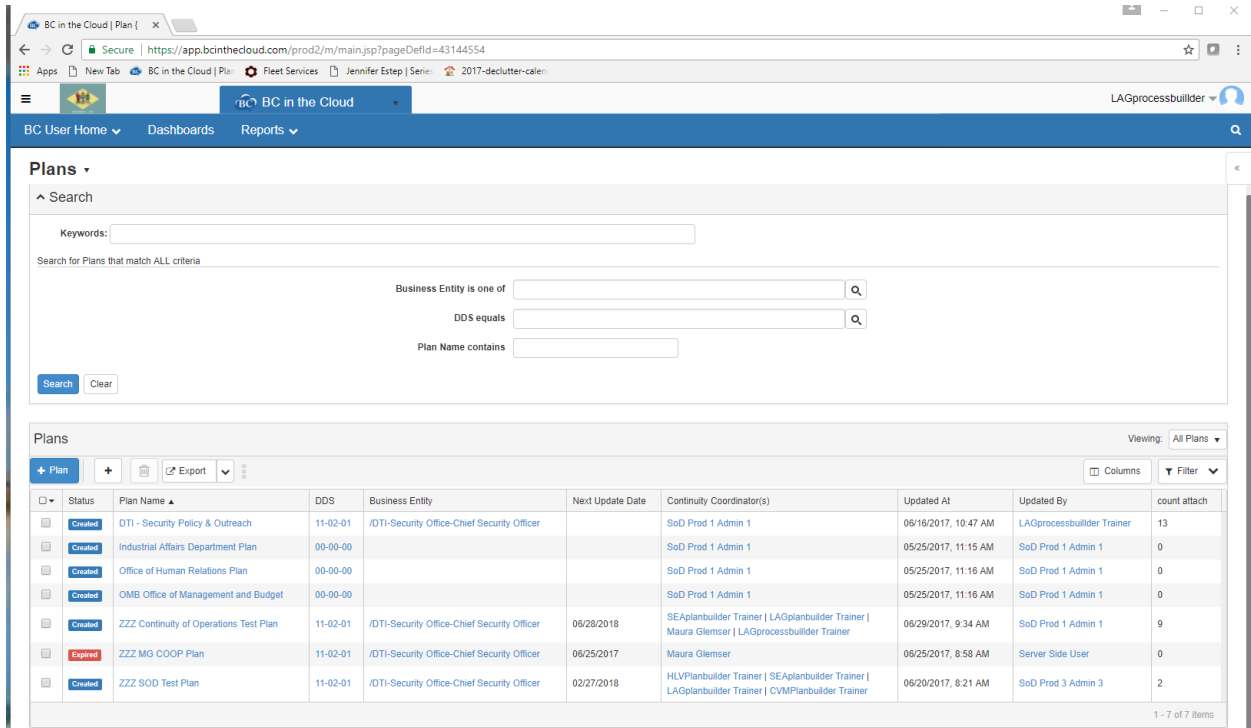 BC in the Cloud | Plan {
Secure | https://app.bcinthecloud.com/prod2/m/main.jsp?pageDefId=43144554
Apps New Tab BC in the Cloud | Plan Fleet Services Jennifer Estep | Series 2017-declutter-calen
BC in the Cloud LAGprocessbuillder
BC User Home Dashboards Reports
Plans
Search
Keywords:
Search for Plans that match ALL criteria
Business Entity is one of
DDS equals
Plan Name contains
Search Clear
Plans Viewing: All Plans
+ Plan + Export Columns Filter
Status Plan Name DDS Business Entity Next Update Date Continuity Coordinator(s) Updated At Updated By count attach
Created DTI - Security Policy & Outreach 11-02-01 /DTI-Security Office-Chief Security Officer SoD Prod 1 Admin 1 06/16/2017, 10:47 AM LAGprocessbuillder Trainer 13
Created Industrial Affairs Department Plan 00-00-00 SoD Prod 1 Admin 1 05/25/2017, 11:15 AM SoD Prod 1 Admin 1 0
Created Office of Human Relations Plan 00-00-00 SoD Prod 1 Admin 1 05/25/2017, 11:16 AM SoD Prod 1 Admin 1 0
Created OMB Office of Management and Budget 00-00-00 SoD Prod 1 Admin 1 05/25/2017, 11:16 AM SoD Prod 1 Admin 1 0
Created ZZZ Continuity of Operations Test Plan 11-02-01 /DTI-Security Office-Chief Security Officer 06/28/2018 SEAplanbuilder Trainer | LAGplanbuilder Trainer | 06/29/2017, 9:34 AM SoD Prod 1 Admin 1 9
Maura Glemser | LAGprocessbuillder Trainer
Expired ZZZ MG COOP Plan 11-02-01 /DTI-Security Office-Chief Security Officer 06/25/2017 Maura Glemser 06/25/2017, 8:58 AM Server Side User 0
Created ZZZ SOD Test Plan 11-02-01 /DTI-Security Office-Chief Security Officer 02/27/2018 HLVPlanbuilder Trainer | SEAplanbuilder Trainer | 06/20/2017, 8:21 AM SoD Prod 3 Admin 3 2
LAGplanbuilder Trainer | CVMPlanbuilder Trainer
1 - 7 of 7 items